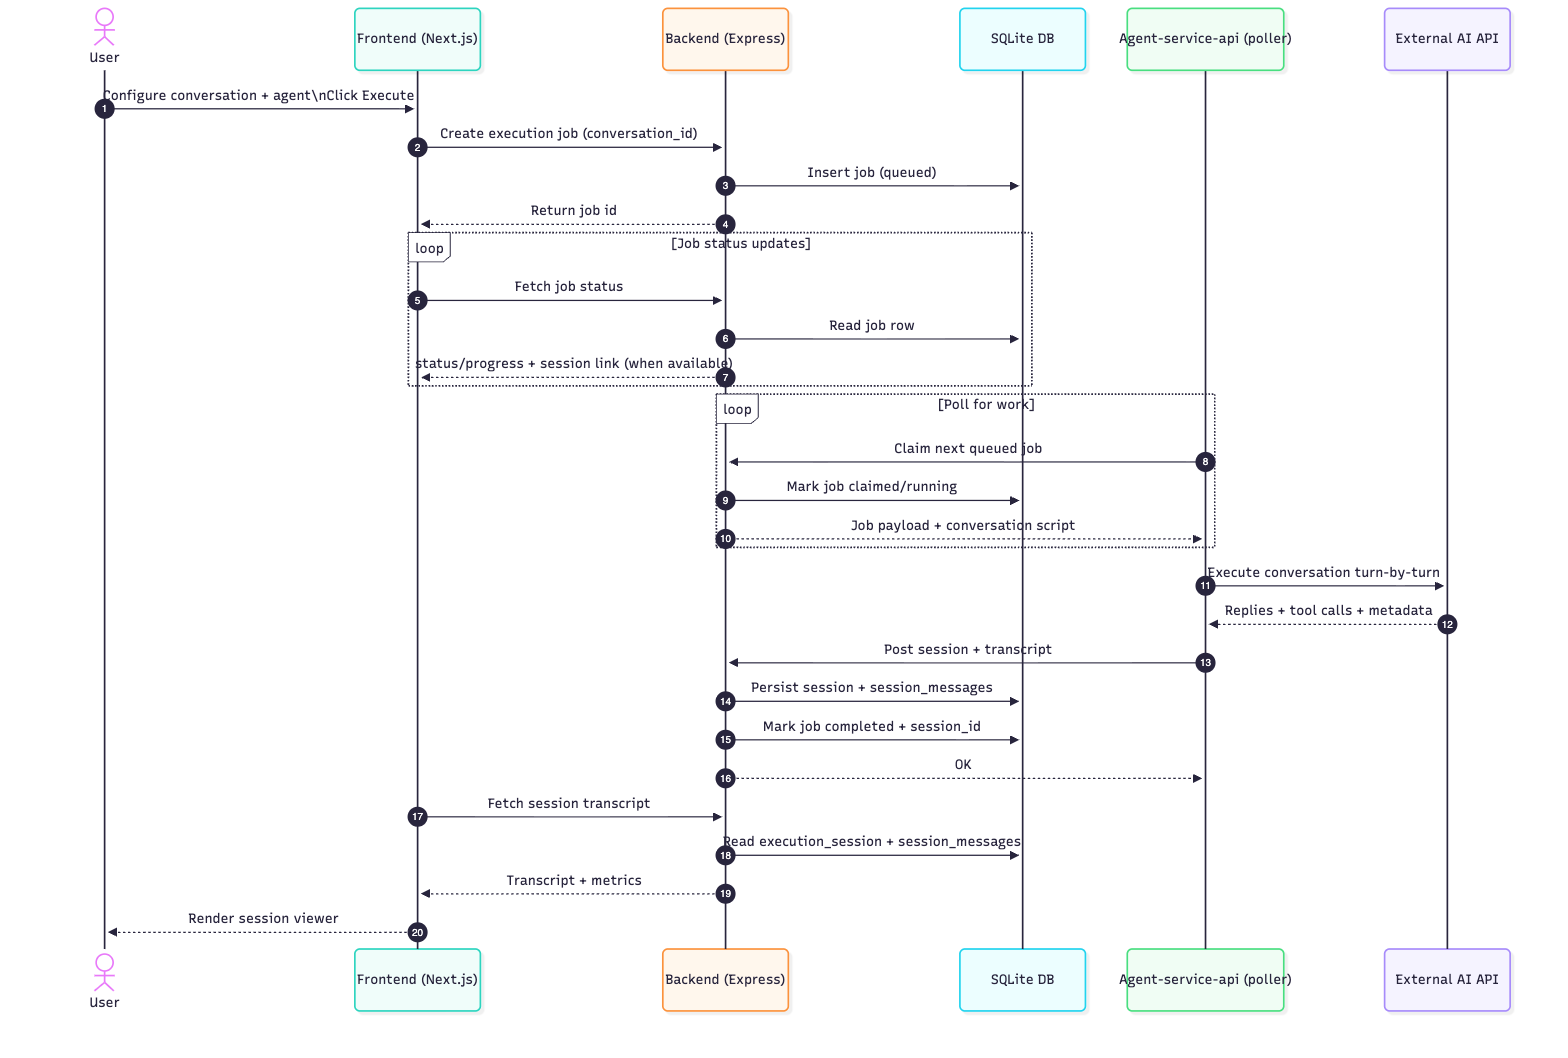 User
Frontend (Next.js)
Backend (Express)
SQLite DB
Agent-service-api (poller)
External AI API
Configure conversation + agent\nClick Execute
1
Create execution job (conversation_id)
2
Insert job (queued)
3
Return job id
4
loop
[Job status updates]
Fetch job status
5
Read job row
6
status/progress + session link (when available)
7
loop
[Poll for work]
Claim next queued job
8
Mark job claimed/running
9
Job payload + conversation script
10
Execute conversation turn-by-turn
11
Replies + tool calls + metadata
12
Post session + transcript
13
Persist session + session_messages
14
Mark job completed + session_id
15
OK
16
Fetch session transcript
17
Read execution_session + session_messages
18
Transcript + metrics
19
Render session viewer
20
User
Frontend (Next.js)
Backend (Express)
SQLite DB
Agent-service-api (poller)
External AI API